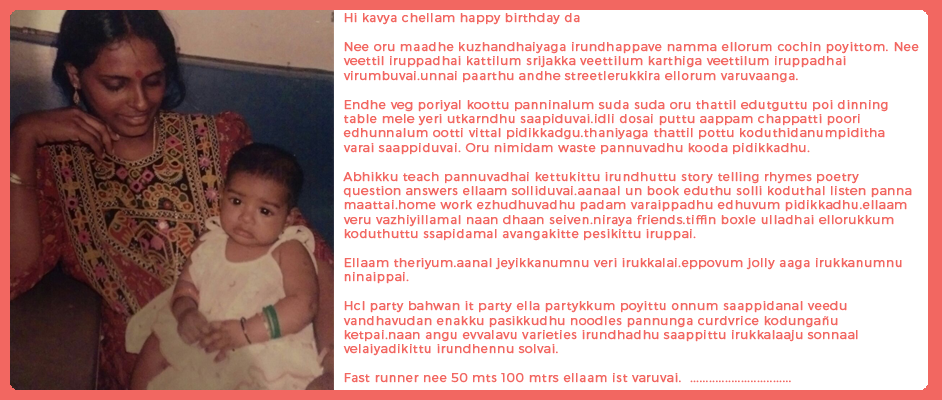 Hi kavya chellam happy birthday da
Nee oru maadhe kuzhandhaiyaga irundhappave namma ellorum cochin poyittom. Nee
veettil iruppadhai kattilum srijakka veettilum karthiga veettilum iruppadhai
virumbuvai.unnai paarthu andhe streetlerukkira ellorum varuvaanga.
Endhe veg poriyal koottu panninalum suda suda oru thattil edutguttu poi dinning
table mele yeri utkarndhu saapiduvai.idli dosai puttu aappam chappatti poori
edhunnalum ootti vittal pidikkadgu.thaniyaga thattil pottu koduthidanumpiditha
varai saappiduvai. Oru nimidam waste pannuvadhu kooda pidikkadhu.
Abhikku teach pannuvadhai kettukittu irundhuttu story telling rhymes poetry
question answers ellaam solliduvai.aanaal un book eduthu solli koduthal listen panna
maattai.home work ezhudhuvadhu padam varaippadhu edhuvum pidikkadhu.ellaam
veru vazhiyillamal naan dhaan seiven.niraya friends.tiffin boxle ulladhai ellorukkum
koduthuttu ssapidamal avangakitte pesikittu iruppai.
Ellaam theriyum.aanal jeyikkanumnu veri irukkalai.eppovum jolly aaga irukkanumnu
ninaippai.
Hcl party bahwan it party ella partykkum poyittu onnum saappidanal veedu
vandhavudan enakku pasikkudhu noodles pannunga curdvrice kodungañu
ketpai.naan angu evvalavu varieties irundhadhu saappittu irukkalaaju sonnaal
velaiyadikittu irundhennu solvai.
Fast runner nee 50 mts 100 mtrs ellaam ist varuvai. ................................